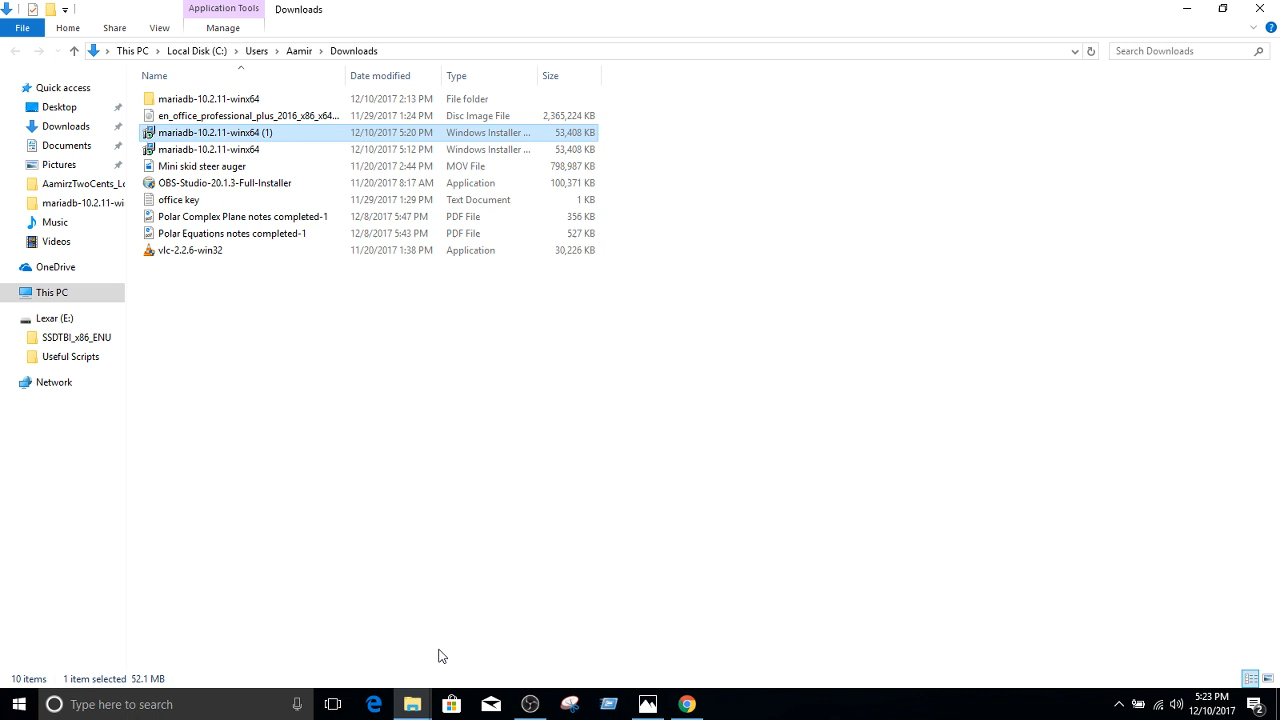 Application Tools
Downloads
File
Home
Share
View
Manage
This PC
Local Disk (C:)
Users
Aamir
Downloads
Search Downloads
Name
Date modified
Type
Size
Quick access
Desktop
Downloads
Documents
Pictures
AamirzTwoCents_Lo
mariadb-10.2.11-wi
Music
Videos
OneDrive
This PC
Lexar (E:)
SSDTBI_x86_ENU
Useful Scripts
Network
mariadb-10.2.11-winx64 12/10/2017 2:13 PM File folder
en_office_professional_plus_2016_x86_x64... 11/29/2017 1:24 PM Disc Image File 2,365,224 KB
mariadb-10.2.11-winx64 (1) 12/10/2017 5:20 PM Windows Installer ... 53,408 KB
mariadb-10.2.11-winx64 12/10/2017 5:12 PM Windows Installer ... 53,408 KB
Mini skid steer auger 11/20/2017 2:44 PM MOV File 798,987 KB
OBS-Studio-20.1.3-Full-Installer 11/20/2017 8:17 AM Application 100,371 KB
office key 11/29/2017 1:29 PM Text Document 1 KB
Polar Complex Plane notes completed-1 12/8/2017 5:47 PM PDF File 356 KB
Polar Equations notes completed-1 12/8/2017 5:43 PM PDF File 527 KB
vlc-2.2.6-win32 11/20/2017 1:38 PM Application 30,226 KB
10 items 1 item selected 52.1 MB
Type here to search
5:23 PM
12/10/2017
2